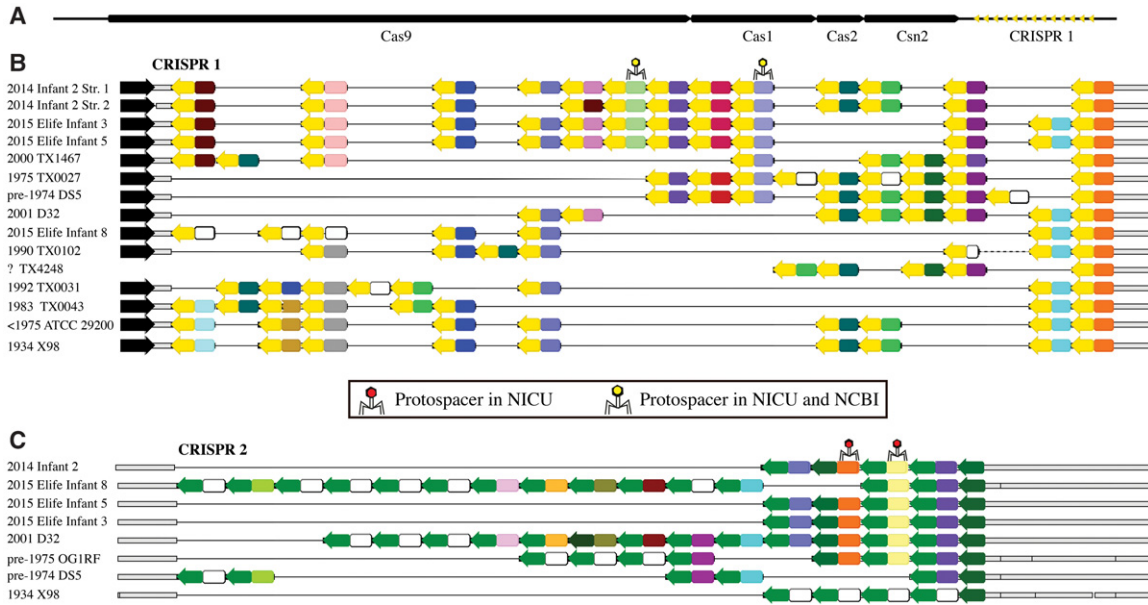 A
Cas9 Cas1 Cas2 Csn2 CRISPR 1
B
CRISPR 1
2014 Infant 2 Str. 1
2014 Infant 2 Str. 2
2015 Elife Infant 3
2015 Elife Infant 5
2000 TX1467
1975 TX0027
pre-1974 DS5
2001 D32
2015 Elife Infant 8
1990 TX0102
? TX4248
1992 TX0031
1983 TX0043
<1975 ATCC 29200
1934 X98
Protospacer in NICU Protospacer in NICU and NCBI
C
CRISPR 2
2014 Infant 2
2015 Elife Infant 8
2015 Elife Infant 5
2015 Elife Infant 3
2001 D32
pre-1975 OG1RF
pre-1974 DS5
1934 X98